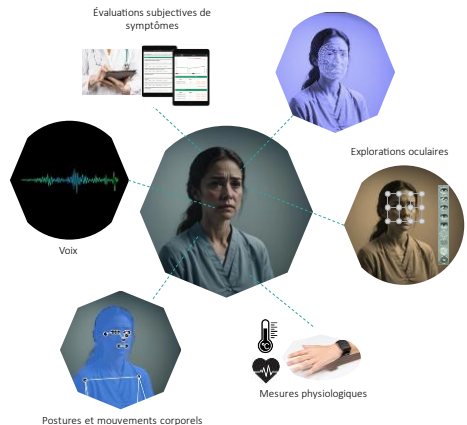 Évaluations subjectives de
symptômes
Explorations oculaires
Voix
Mesures physiologiques
Postures et mouvements corporels